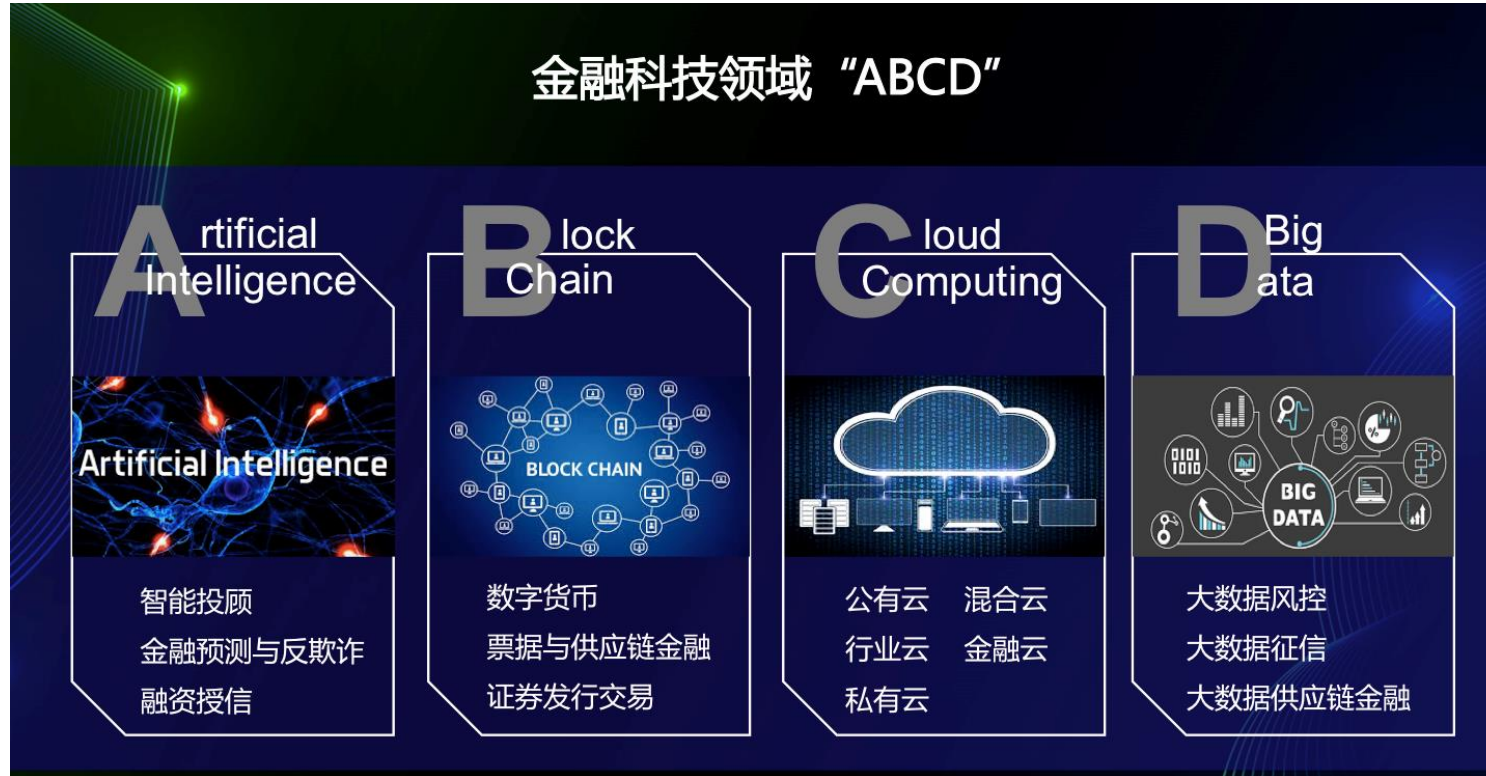 金融科技领域“ABCD”
Artificial
Intelligence
Block
Chain
Cloud
Computing
Big
Data
Artificial Intelligence
BLOCK CHAIN
0101
1010
%
BIG
DATA
智能投顾
金融预测与反欺诈
融资授信
数字货币
票据与供应链金融
证券发行交易
公有云 混合云
行业云 金融云
私有云
大数据风控
大数据征信
大数据供应链金融